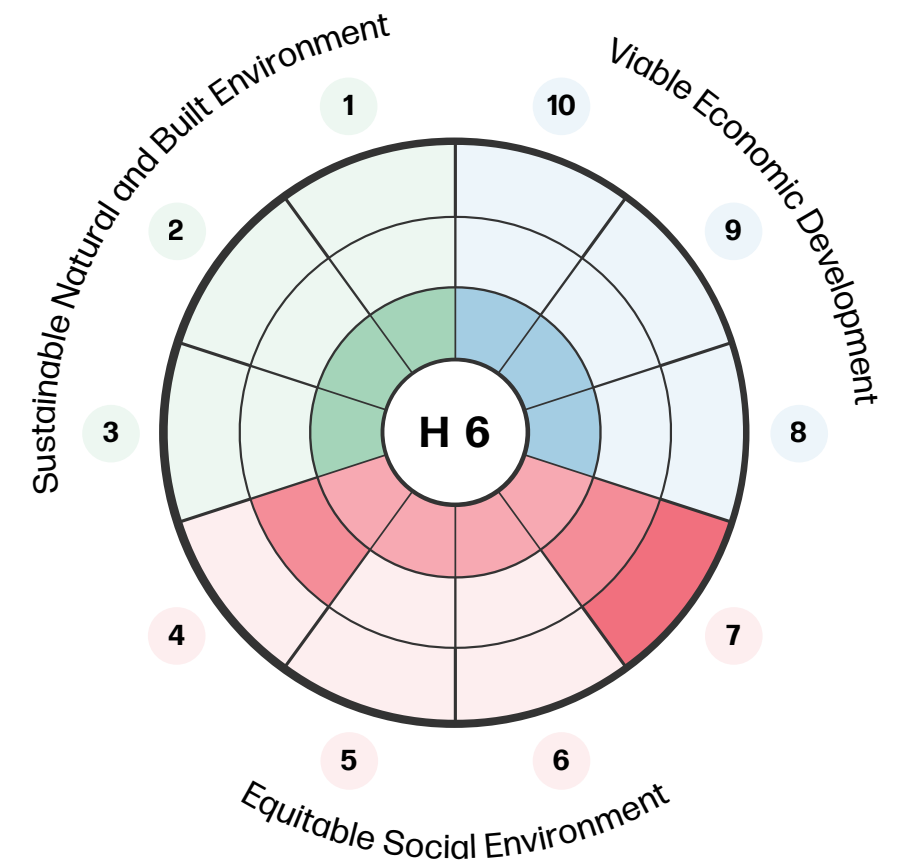 Sustainable Natural and Built Environment
Viable Economic Development
1
10
2
9
H 6
3
8
4
7
5
6
Equitable Social Environment